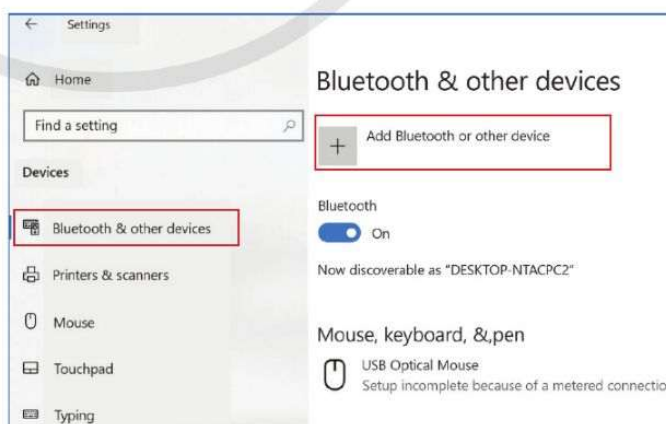 Settings
Home
Find a setting
Devices
Bluetooth & other devices
Printers & scanners
Mouse
Touchpad
Typing
Bluetooth & other devices
Add Bluetooth or other device
Bluetooth
On
Now discoverable as "DESKTOP-NTACPC2"
Mouse, keyboard, &,pen
USB Optical Mouse
Setup incomplete because of a metered connectio